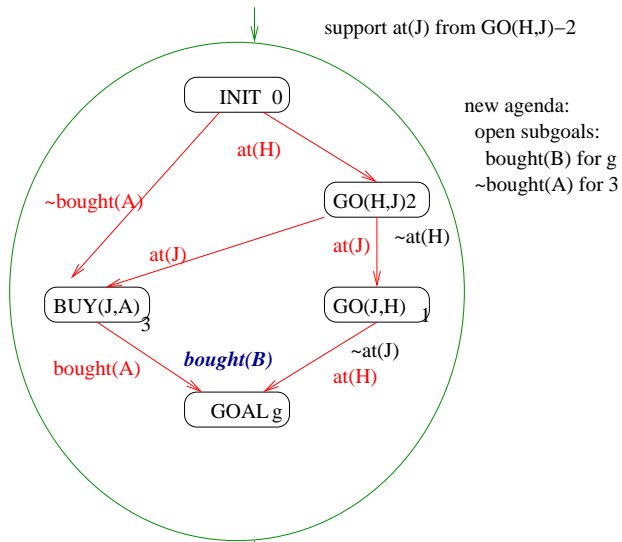 support at(J) from GO(H,J)−2
INIT 0
new agenda:
open subgoals:
bought(B) for g
~bought(A) for 3
at(H)
~bought(A)
GO(H,J)2
~at(H)
at(J)
at(J)
BUY(J,A)
3
GO(J,H)
1
bought(B)
~at(J)
bought(A)
at(H)
GOAL g